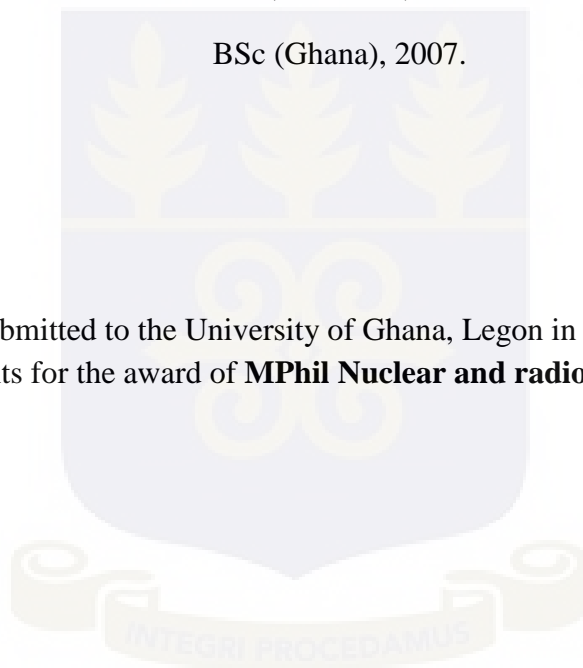 BSc (Ghana), 2007.
bmitted to the University of Ghana, Legon in
ts for the award of MPhil Nuclear and radio
INTEGRI PROCEDAMUS